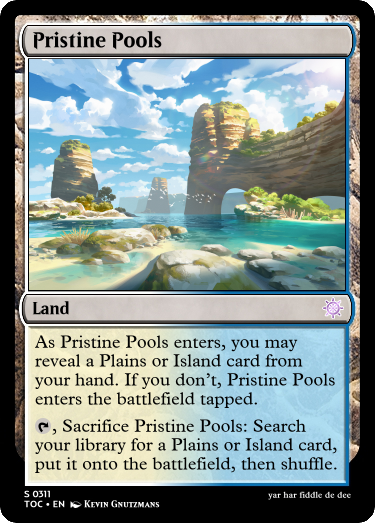 Pristine Pools
Land
As Pristine Pools enters, you may
reveal a Plains or Island card from
your hand. If you don't, Pristine Pools
enters the battlefield tapped.
, Sacrifice Pristine Pools: Search
your library for a Plains or Island card,
put it onto the battlefield, then shuffle.
S 0311
TOC • EN Kevin Gnutzmans
yar har fiddle de dee